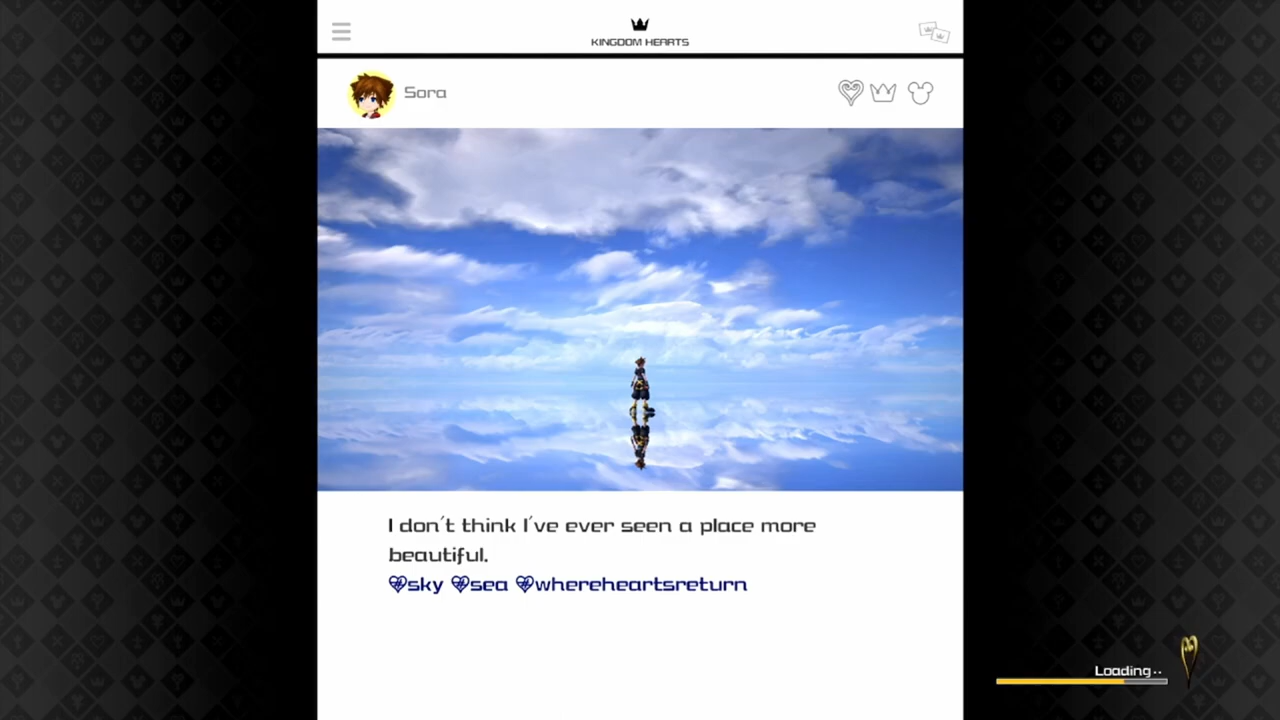 KINGDOM HEARTS
Sora
I don't think I've ever seen a place more
beautiful.
#sky #sea #whereheartsreturn
Loading..